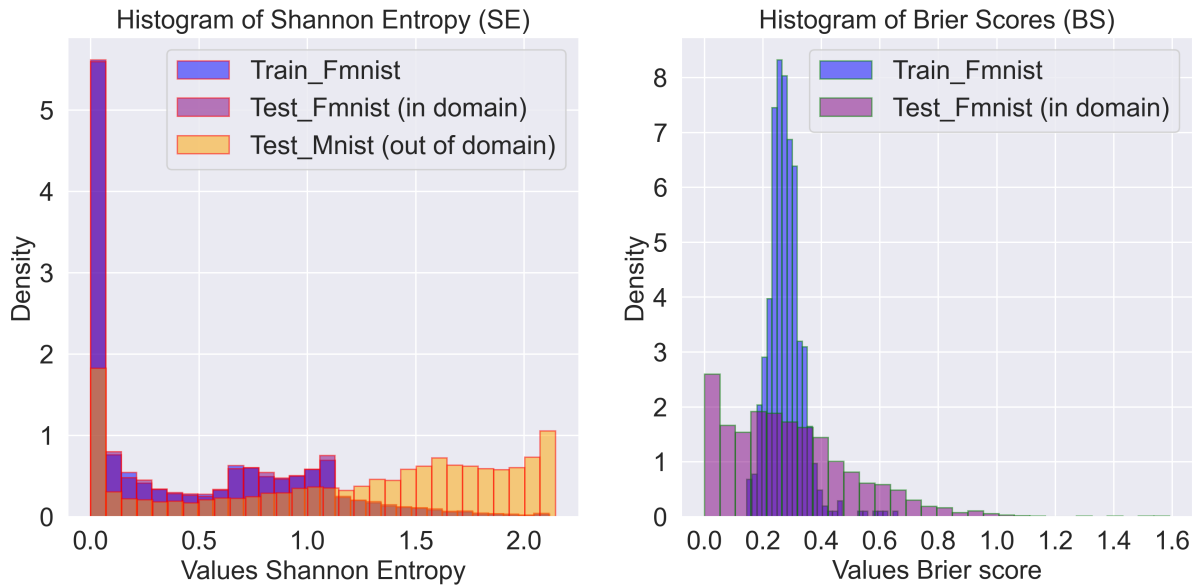 Histogram of Shannon Entropy (SE)
Train_Fmnist
Test_Fmnist (in domain)
Test_Mnist (out of domain)
5
4
3
2
1
0
Density
0.0 0.5 1.0 1.5 2.0
Values Shannon Entropy
Histogram of Brier Scores (BS)
Train_Fmnist
Test_Fmnist (in domain)
8
7
6
5
4
3
2
1
0
Density
0.0 0.2 0.4 0.6 0.8 1.0 1.2 1.4 1.6
Values Brier score